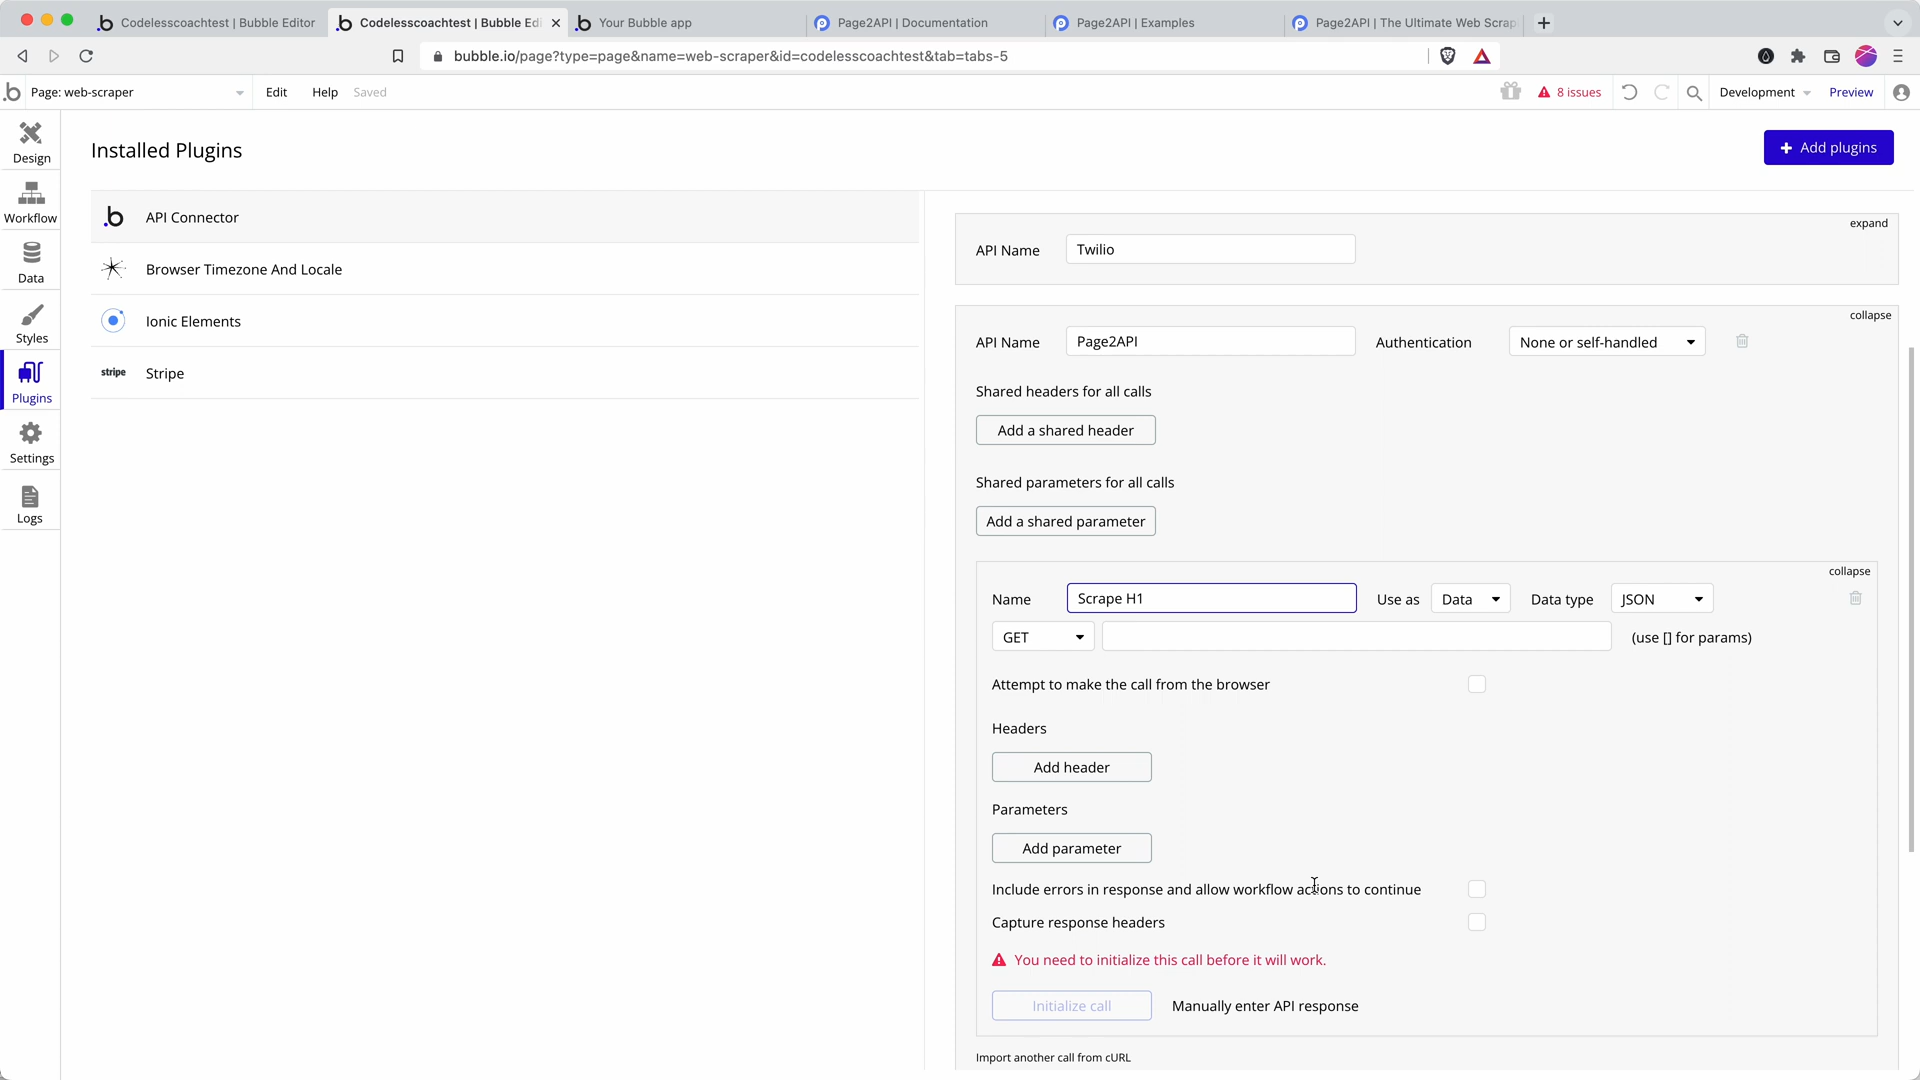 Codelesscoachtest | Bubble Editor
Codelesscoachtest | Bubble Edi
Your Bubble app
Page2API | Documentation
Page2API | Examples
Page2API | The Ultimate Web Scrap
bubble.io/page?type=page&name=web-scraper&id=codelesscoachtest&tab=tabs-5
Page: web-scraper
Edit
Help
Saved
8 issues
Development
Preview
Design
Workflow
Data
Styles
Plugins
Settings
Logs
Installed Plugins
Add plugins
API Connector
Browser Timezone And Locale
Ionic Elements
stripe Stripe
expand
API Name Twilio
collapse
API Name Page2API Authentication None or self-handled
Shared headers for all calls
Add a shared header
Shared parameters for all calls
Add a shared parameter
collapse
Name Scrape H1 Use as Data Data type JSON
GET (use [] for params)
Attempt to make the call from the browser
Headers
Add header
Parameters
Add parameter
Include errors in response and allow workflow actions to continue
Capture response headers
You need to initialize this call before it will work.
Initialize call Manually enter API response
Import another call from cURL